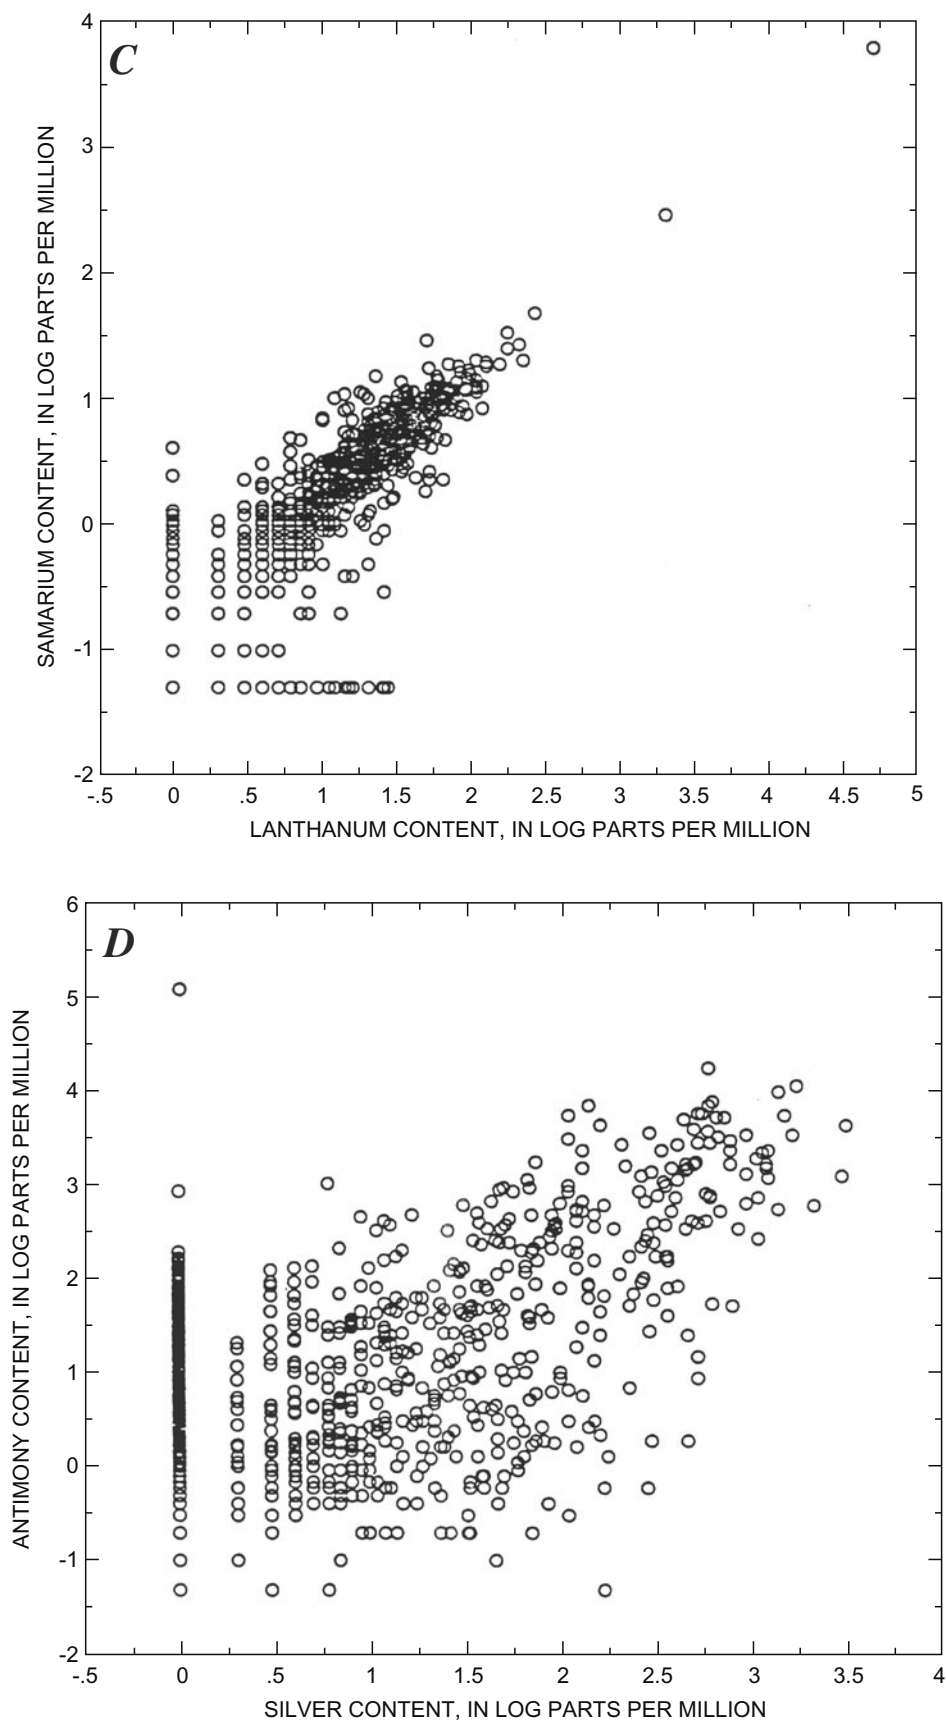 C
4
3
2
1
0
-1
-2
SAMARIUM CONTENT, IN LOG PARTS PER MILLION
-.5 0 .5 1 1.5 2 2.5 3 3.5 4 4.5 5
LANTHANUM CONTENT, IN LOG PARTS PER MILLION
D
6
5
4
3
2
1
0
-1
-2
ANTIMONY CONTENT, IN LOG PARTS PER MILLION
-.5 0 .5 1 1.5 2 2.5 3 3.5 4
SILVER CONTENT, IN LOG PARTS PER MILLION